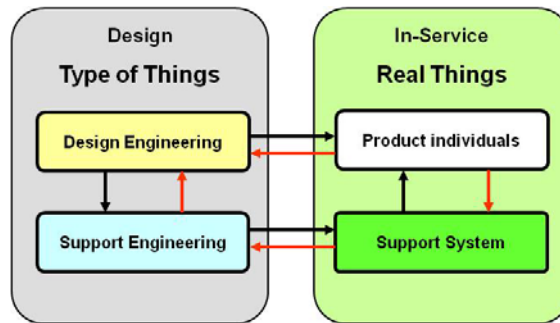 Design
Type of Things
Design Engineering
Support Engineering
In-Service
Real Things
Product individuals
Support System